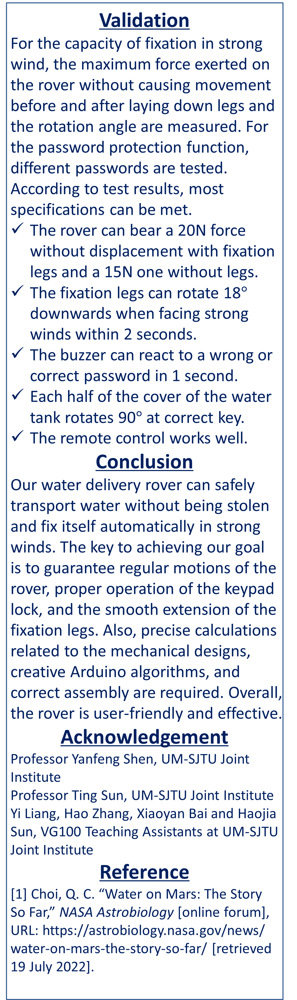 Validation
For the capacity of fixation in strong
wind, the maximum force exerted on
the rover without causing movement
before and after laying down legs and
the rotation angle are measured. For
the password protection function,
different passwords are tested.
According to test results, most
specifications can be met.
✓ The rover can bear a 20N force
without displacement with fixation
legs and a 15N one without legs.
✓ The fixation legs can rotate 18°
downwards when facing strong
winds within 2 seconds.
✓ The buzzer can react to a wrong or
correct password in 1 second.
✓ Each half of the cover of the water
tank rotates 90° at correct key.
✓ The remote control works well.
Conclusion
Our water delivery rover can safely
transport water without being stolen
and fix itself automatically in strong
winds. The key to achieving our goal
is to guarantee regular motions of the
rover, proper operation of the keypad
lock, and the smooth extension of the
fixation legs. Also, precise calculations
related to the mechanical designs,
creative Arduino algorithms, and
correct assembly are required. Overall,
the rover is user-friendly and effective.
Acknowledgement
Professor Yanfeng Shen, UM-SJTU Joint
Institute
Professor Ting Sun, UM-SJTU Joint Institute
Yi Liang, Hao Zhang, Xiaoyan Bai and Haojia
Sun, VG100 Teaching Assistants at UM-SJTU
Joint Institute
Reference
[1] Choi, Q. C. “Water on Mars: The Story
So Far,” NASA Astrobiology [online forum],
URL: https://astrobiology.nasa.gov/news/
water-on-mars-the-story-so-far/ [retrieved
19 July 2022].